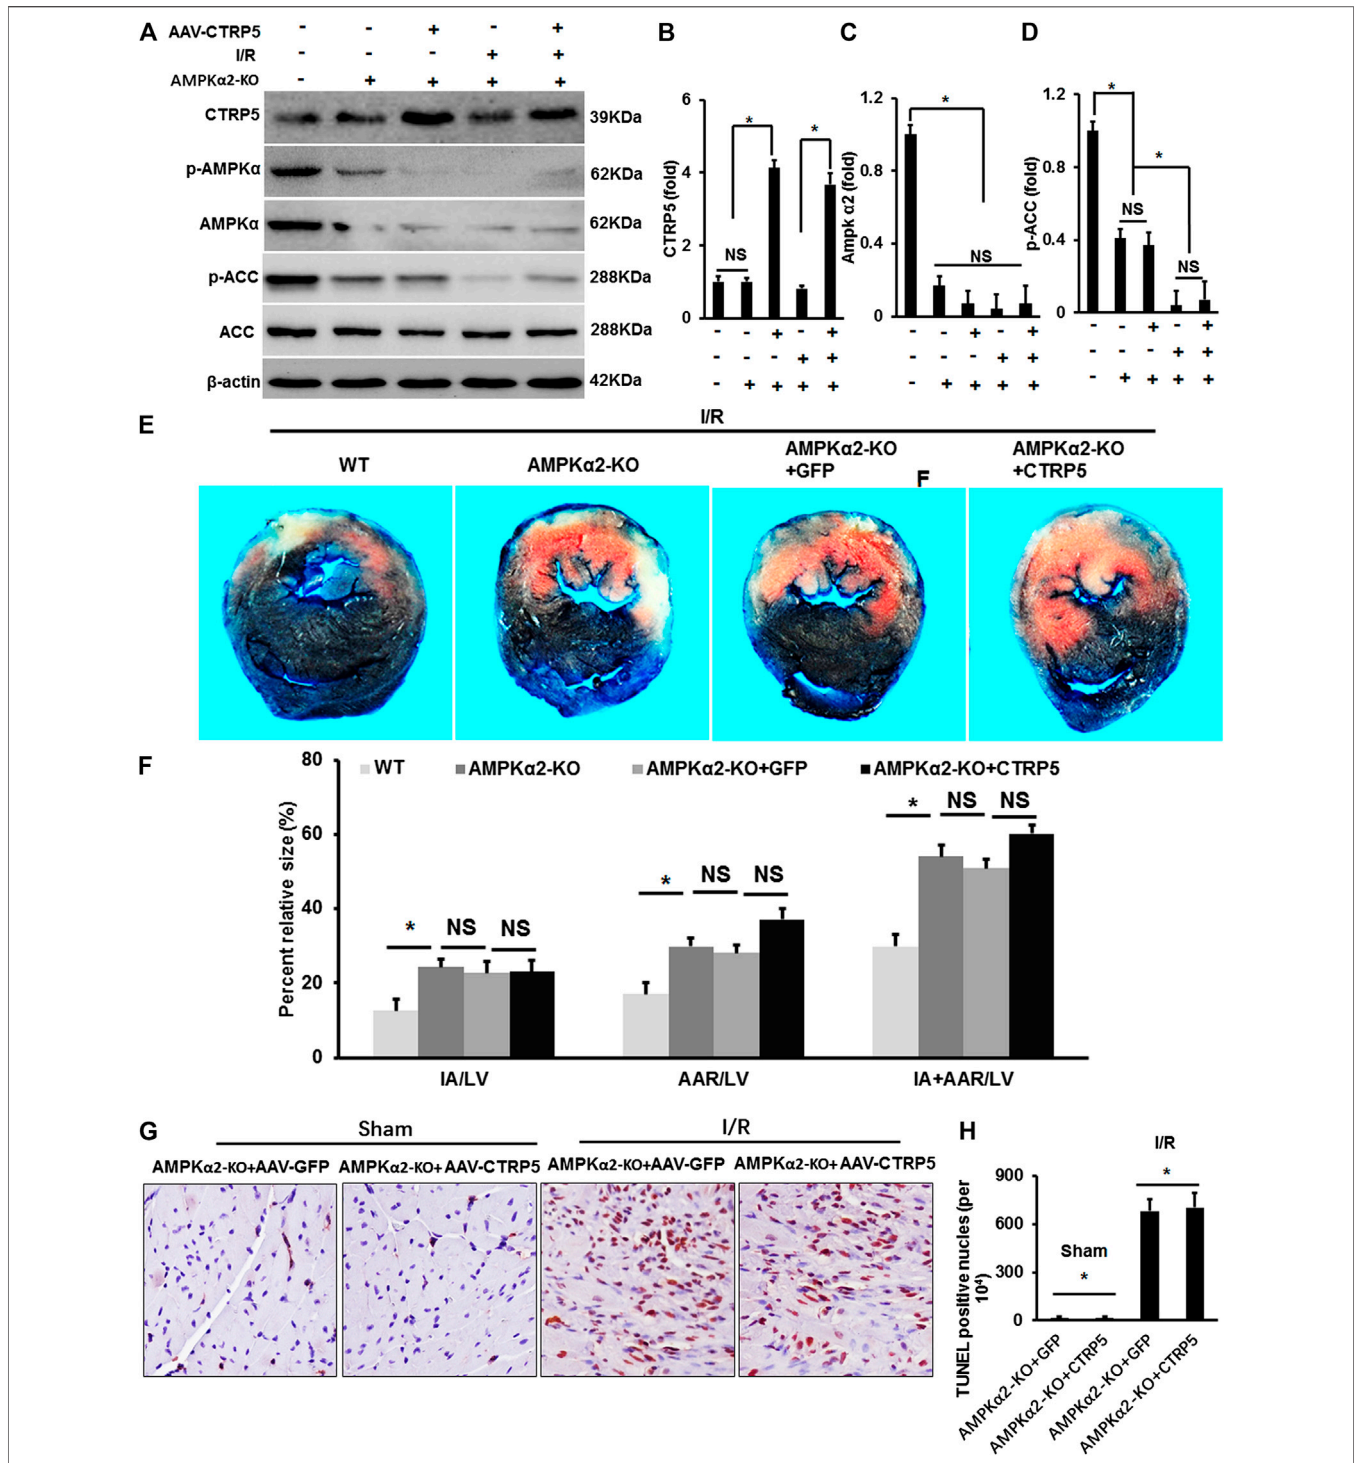 A
AAV-CTRP5 - - + - +
I/R - - - + +
AMPKα2-KO - + + + +
CTRP5 39KDa
p-AMPKα 62KDa
AMPKα 62KDa
p-ACC 288KDa
ACC 288KDa
β-actin 42KDa
B
CTRP5 (fold)
6
4
2
0
NS
*
*
- - + - +
- - - + +
- + + + +
C
Ampk α2 (fold)
1.2
0.8
0.4
0
*
NS
- - + - +
- - - + +
- + + + +
D
p-ACC (fold)
1.2
0.8
0.4
0
*
*
NS
NS
- - + - +
- - - + +
- + + + +
E
I/R
WT
AMPKα2-KO
AMPKα2-KO
+GFP
F
AMPKα2-KO
+CTRP5
F
Percent relative size (%)
80
60
40
20
0
WT AMPKα2-KO AMPKα2-KO+GFP AMPKα2-KO+CTRP5
* NS NS
* NS NS
* NS NS
IA/LV AAR/LV IA+AAR/LV
G
Sham I/R
AMPKα2-KO+AAV-GFP AMPKα2-KO+AAV-CTRP5 AMPKα2-KO+AAV-GFP AMPKα2-KO+AAV-CTRP5
H
TUNEL positive nucles (per
10⁴)
900
600
300
0
I/R
*
Sham
*
AMPKα2-KO+GFP
AMPKα2-KO+CTRP5
AMPKα2-KO+GFP
AMPKα2-KO+CTRP5